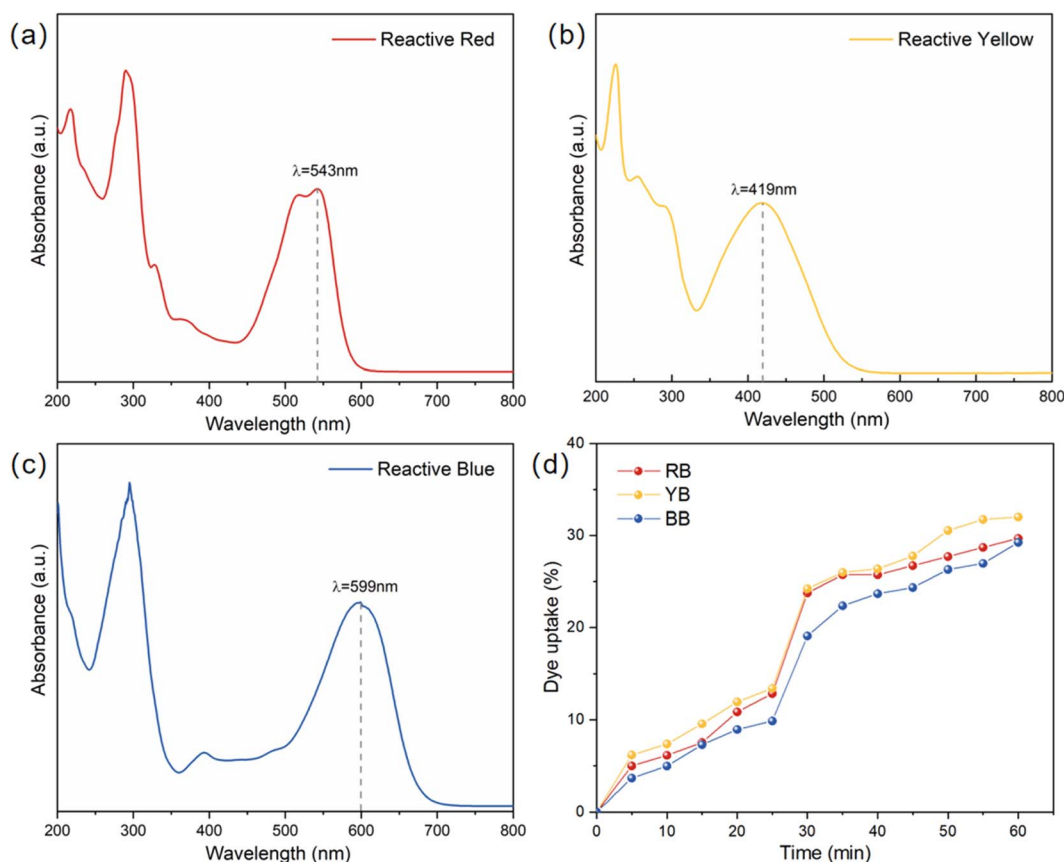 (a)
Reactive Red
λ=543nm
Absorbance (a.u.)
200 300 400 500 600 700 800
Wavelength (nm)
(b)
Reactive Yellow
λ=419nm
Absorbance (a.u.)
200 300 400 500 600 700 800
Wavelength (nm)
(c)
Reactive Blue
λ=599nm
Absorbance (a.u.)
200 300 400 500 600 700 800
Wavelength (nm)
(d)
RB
YB
BB
Dye uptake (%)
40
30
20
10
0
0 10 20 30 40 50 60
Time (min)